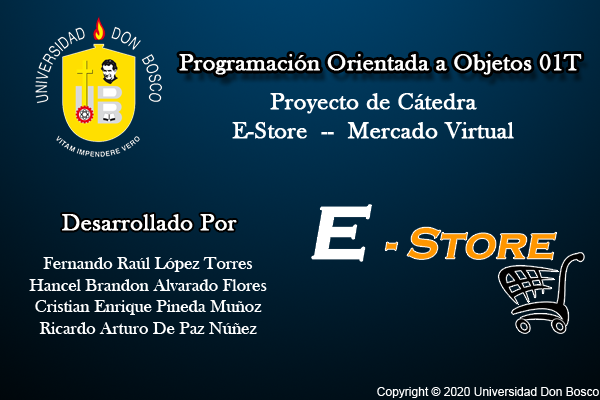 UNIVERSIDAD DON BOSCO
VITAM IMPENDERE VERO
Programación Orientada a Objetos 01T
Proyecto de Cátedra
E-Store -- Mercado Virtual
Desarrollado Por
Fernando Raúl López Torres
Hancel Brandon Alvarado Flores
Cristian Enrique Pineda Muñoz
Ricardo Arturo De Paz Núñez
E - STORE
Copyright © 2020 Universidad Don Bosco